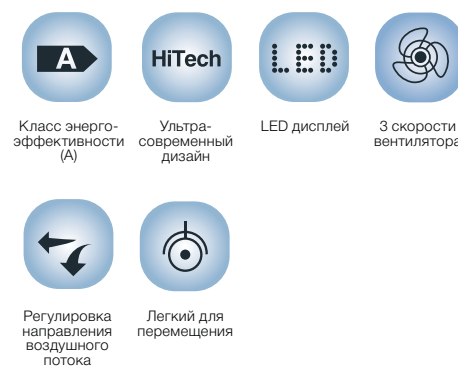 A
HiTech
LED
Класс энерго-
эффективности
(A)
Ультра-
современный
дизайн
LED дисплей
3 скорости
вентилятора
Регулировка
направления
воздушного
потока
Легкий для
перемещения